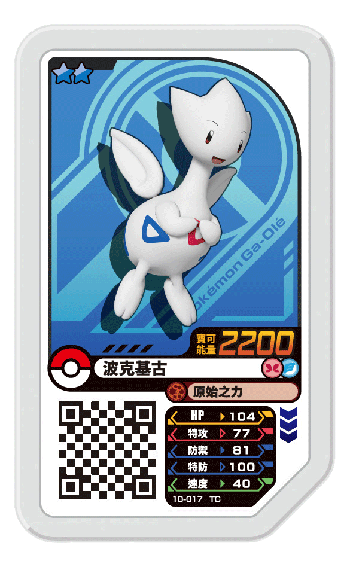 Pokémon Ga-Olé
寶可能量 2200
波克基古
原始之力
HP 104
特攻 77
防禦 81
特防 100
速度 40
10-017 TC